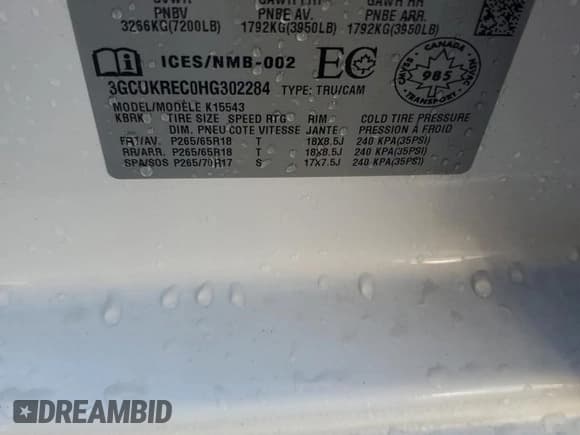 GVWR GAWR FRT GAWR RR
PNBV PNBE AV. PNBE ARR.
3266KG(7200LB) 1792KG(3950LB) 1792KG(3950LB)
ICES/NMB-002 EC CANADA 985 CMVSS NSVAC
3GCUKREC0HG302284 TYPE: TRU/CAM
MODEL/MODÈLE K15543
KBRK TIRE SIZE SPEED RTG RIM COLD TIRE PRESSURE
DIM. PNEU COTE VITESSE JANTE PRESSION À FROID
FRT/AV. P265/65R18 T 18X8.5J 240 KPA(35PSI)
RR/ARR. P265/65R18 T 18X8.5J 240 KPA(35PSI)
SPA/SOS P265/70R17 S 17X7.5J 240 KPA(35PSI)
DREAMBID